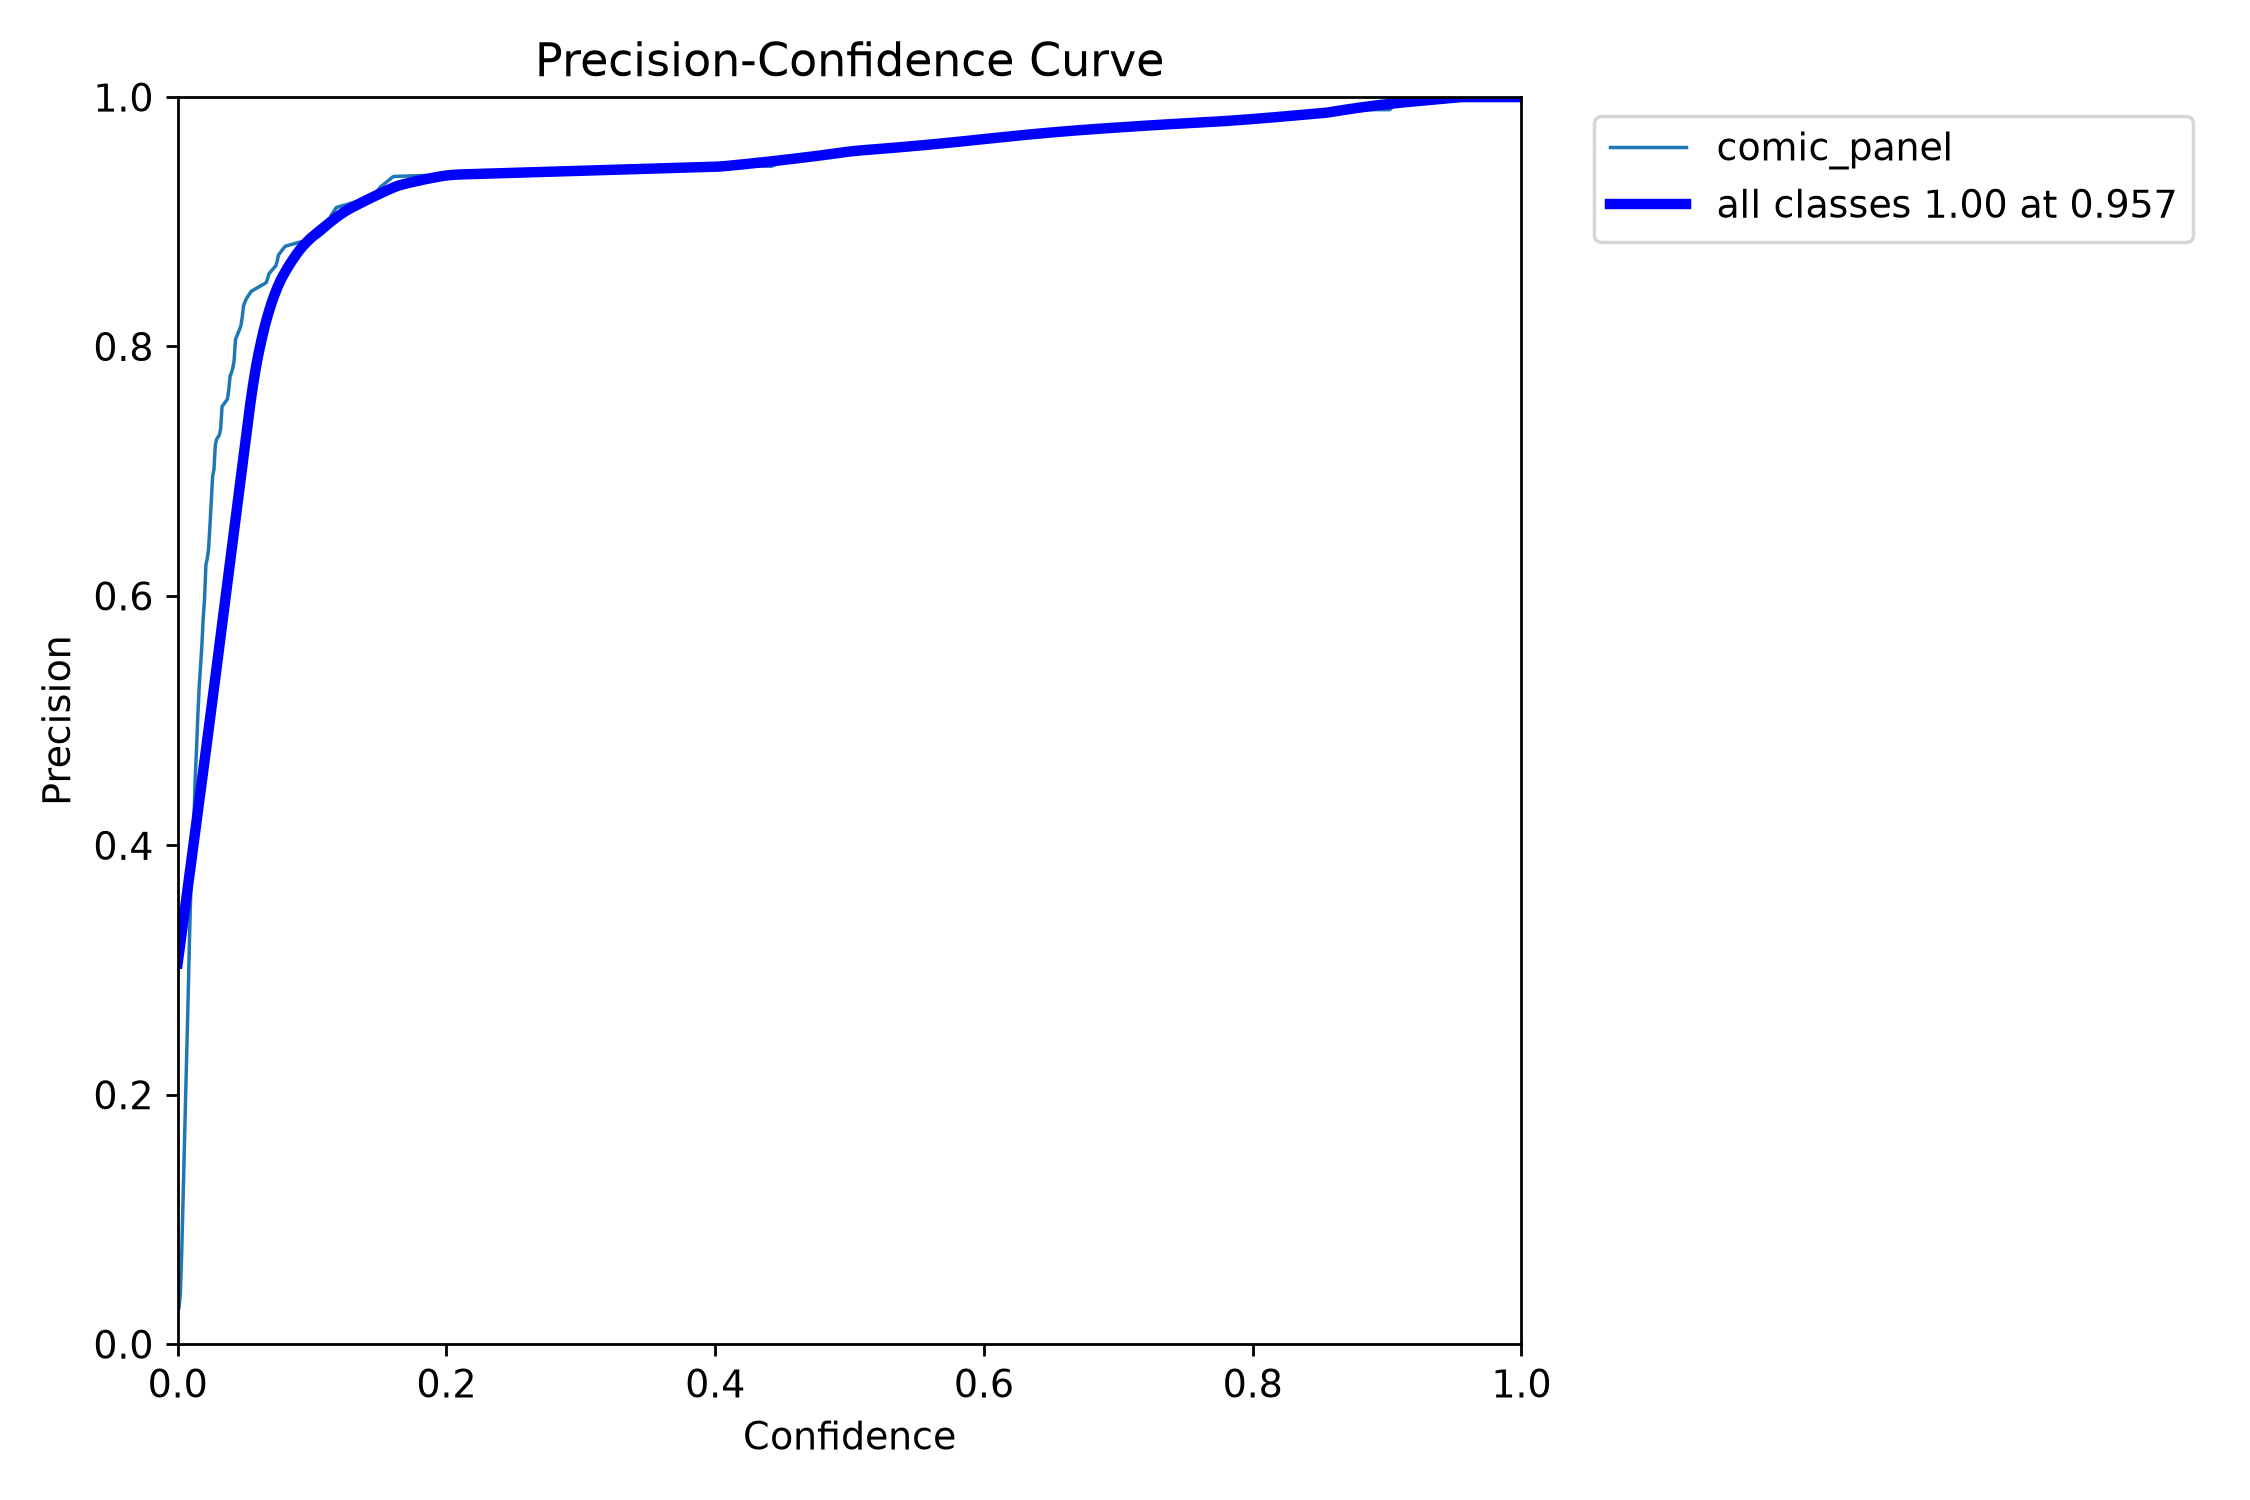 Precision-Confidence Curve
1.0
0.8
0.6
0.4
0.2
0.0
Precision
0.0 0.2 0.4 0.6 0.8 1.0
Confidence
comic_panel
all classes 1.00 at 0.957